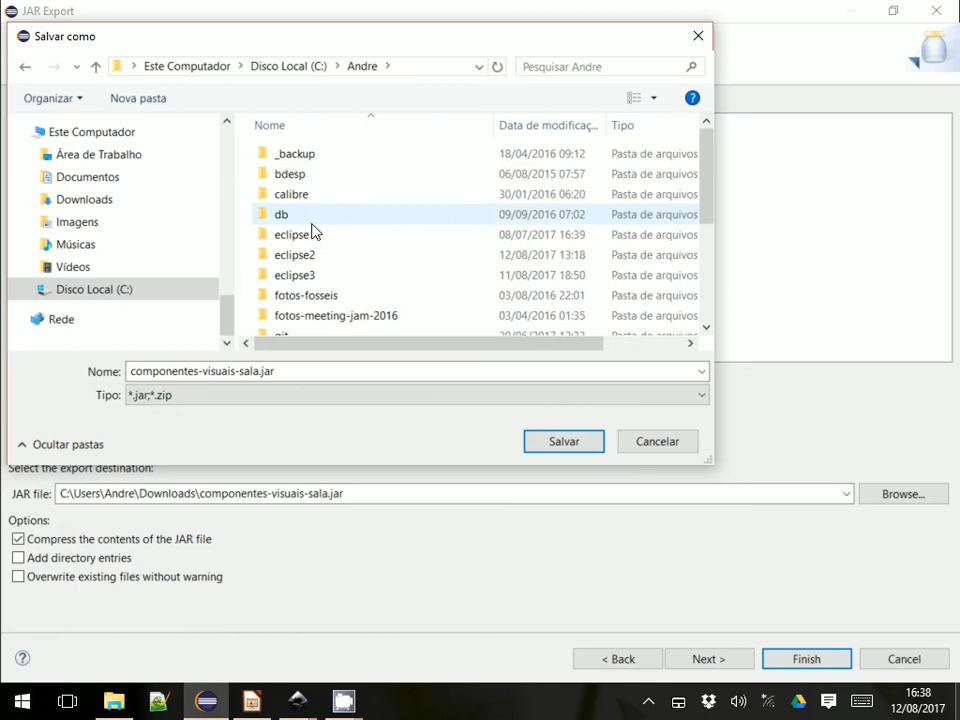 JAR Export
Salvar como
Este Computador > Disco Local (C:) > Andre >
Pesquisar Andre
Organizar
Nova pasta
?
Este Computador
Área de Trabalho
Documentos
Downloads
Imagens
Músicas
Vídeos
Disco Local (C:)
Rede
Nome Data de modificaç... Tipo
_backup 18/04/2016 09:12 Pasta de arquivos
bdesp 06/08/2015 07:57 Pasta de arquivos
calibre 30/01/2016 06:20 Pasta de arquivos
db 09/09/2016 07:02 Pasta de arquivos
eclipse 08/07/2017 16:39 Pasta de arquivos
eclipse2 12/08/2017 13:18 Pasta de arquivos
eclipse3 11/08/2017 18:50 Pasta de arquivos
fotos-fosseis 03/08/2016 22:01 Pasta de arquivos
fotos-meeting-jam-2016 03/04/2016 01:35 Pasta de arquivos
Nome: componentes-visuais-sala.jar
Tipo: *.jar;*.zip
Ocultar pastas
Salvar
Cancelar
Select the export destination:
JAR file: C:\Users\Andre\Downloads\componentes-visuais-sala.jar
Browse...
Options:
Compress the contents of the JAR file
Add directory entries
Overwrite existing files without warning
?
< Back
Next >
Finish
Cancel
16:38
12/08/2017